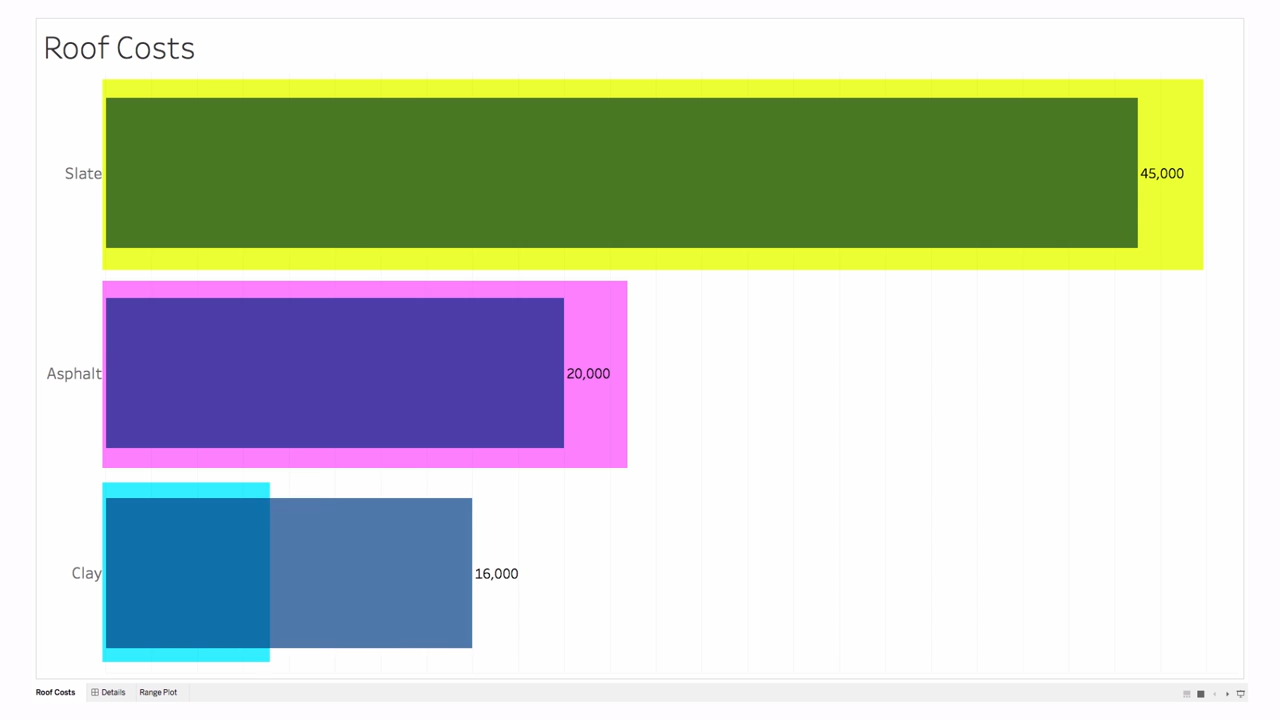 Roof Costs
Slate
45,000
Asphalt
20,000
Clay
16,000
Roof Costs
Details
Range Plot